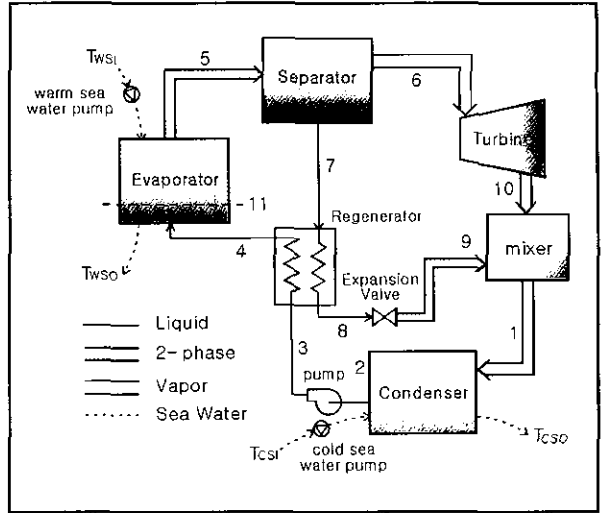 TWSI
warm sea
water pump
5
Separator
6
Turbine
Evaporator
11
TWSO
4
7
Regenerator
10
9
mixer
Expansion
Valve
8
3
1
Liquid
2- phase
Vapor
Sea Water
pump
2
Condenser
TCSI
cold sea
water pump
TCSO